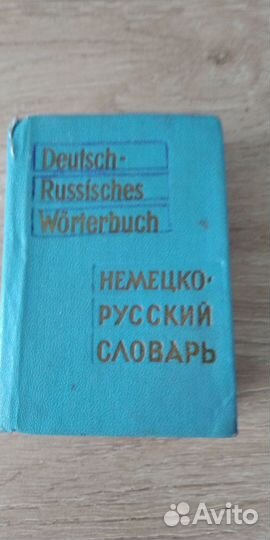 Deutsch-
Russisches
Wörterbuch
НЕМЕЦКО-
РУССКИЙ
СЛОВАРЬ
Avito